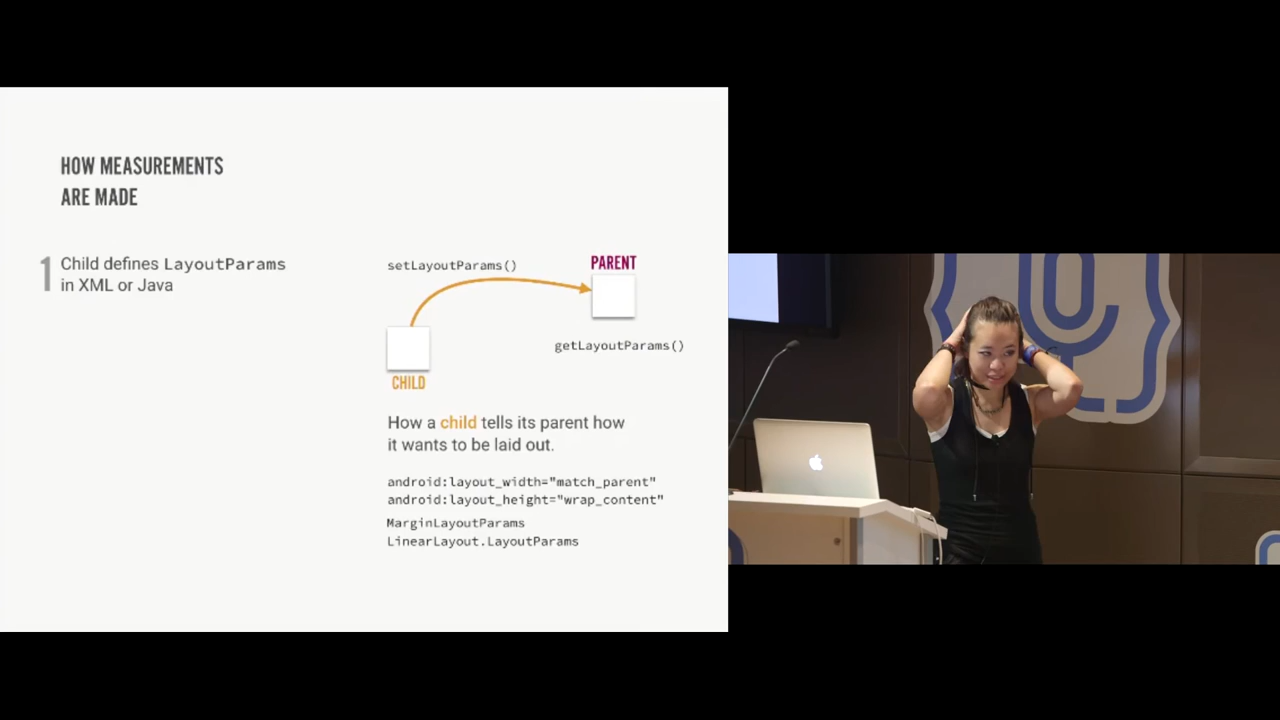 HOW MEASUREMENTS
ARE MADE
1 Child defines LayoutParams
in XML or Java
setLayoutParams()
PARENT
getLayoutParams()
CHILD
How a child tells its parent how
it wants to be laid out.
android:layout_width="match_parent"
android:layout_height="wrap_content"
MarginLayoutParams
LinearLayout.LayoutParams